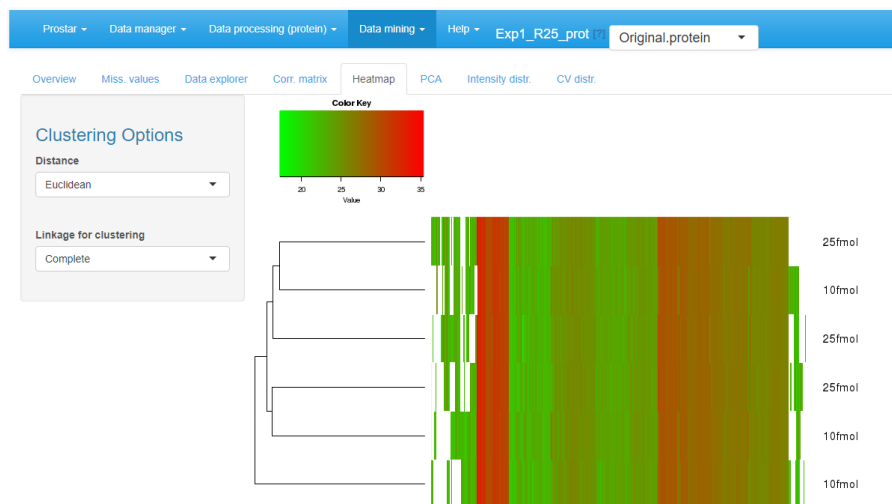 Prostar Data manager Data processing (protein) Data mining Help Exp1_R25_prot [?] Original.protein
Overview Miss. values Data explorer Corr. matrix Heatmap PCA Intensity distr. CV distr.
Clustering Options
Distance
Euclidean
Linkage for clustering
Complete
Color Key
20 25 30 35
Value
25fmol
10fmol
25fmol
25fmol
10fmol
10fmol